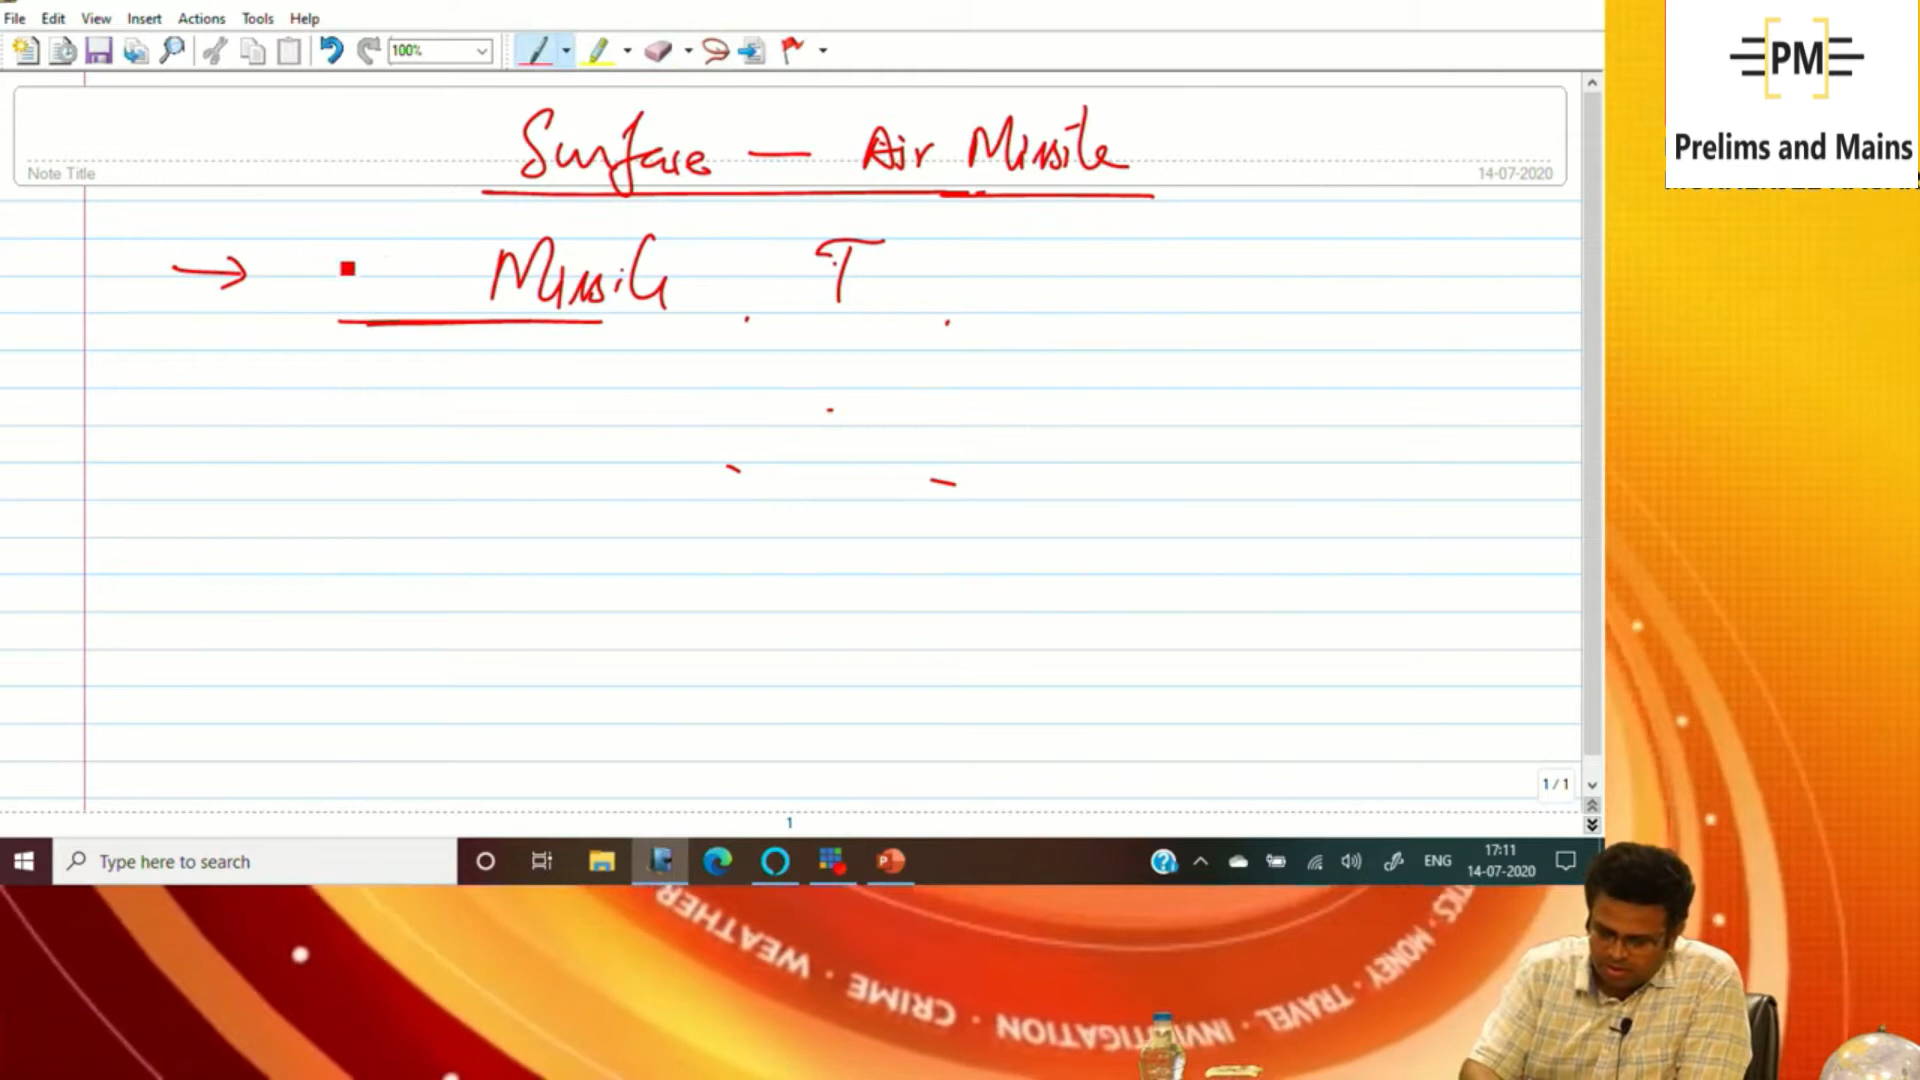 File Edit View Insert Actions Tools Help
100%
PM
Prelims and Mains
Surface — Air Missile
Note Title
14-07-2020
→ Missile T
1 / 1
1
Type here to search
ENG
17:11
14-07-2020
WEATHER · CRIME · INVESTIGATION · TRAVEL · MONEY ·